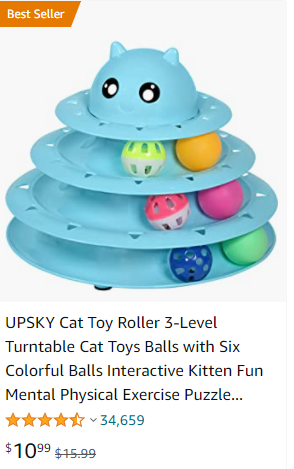 Best Seller
UPSKY Cat Toy Roller 3-Level
Turntable Cat Toys Balls with Six
Colorful Balls Interactive Kitten Fun
Mental Physical Exercise Puzzle...
34,659
$10.99 $15.99